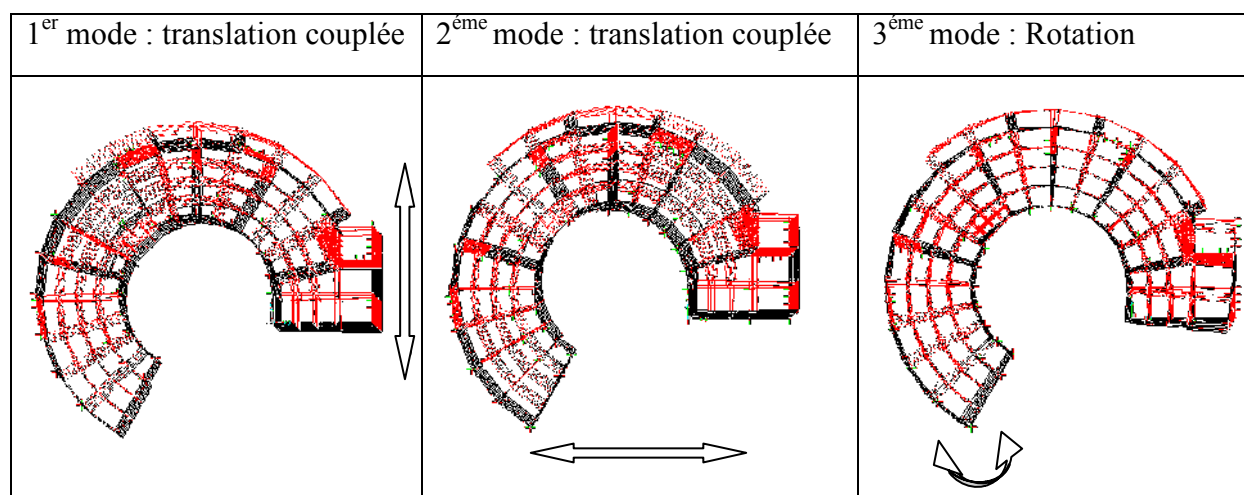 1er mode : translation couplée
2éme mode : translation couplée
3éme mode : Rotation